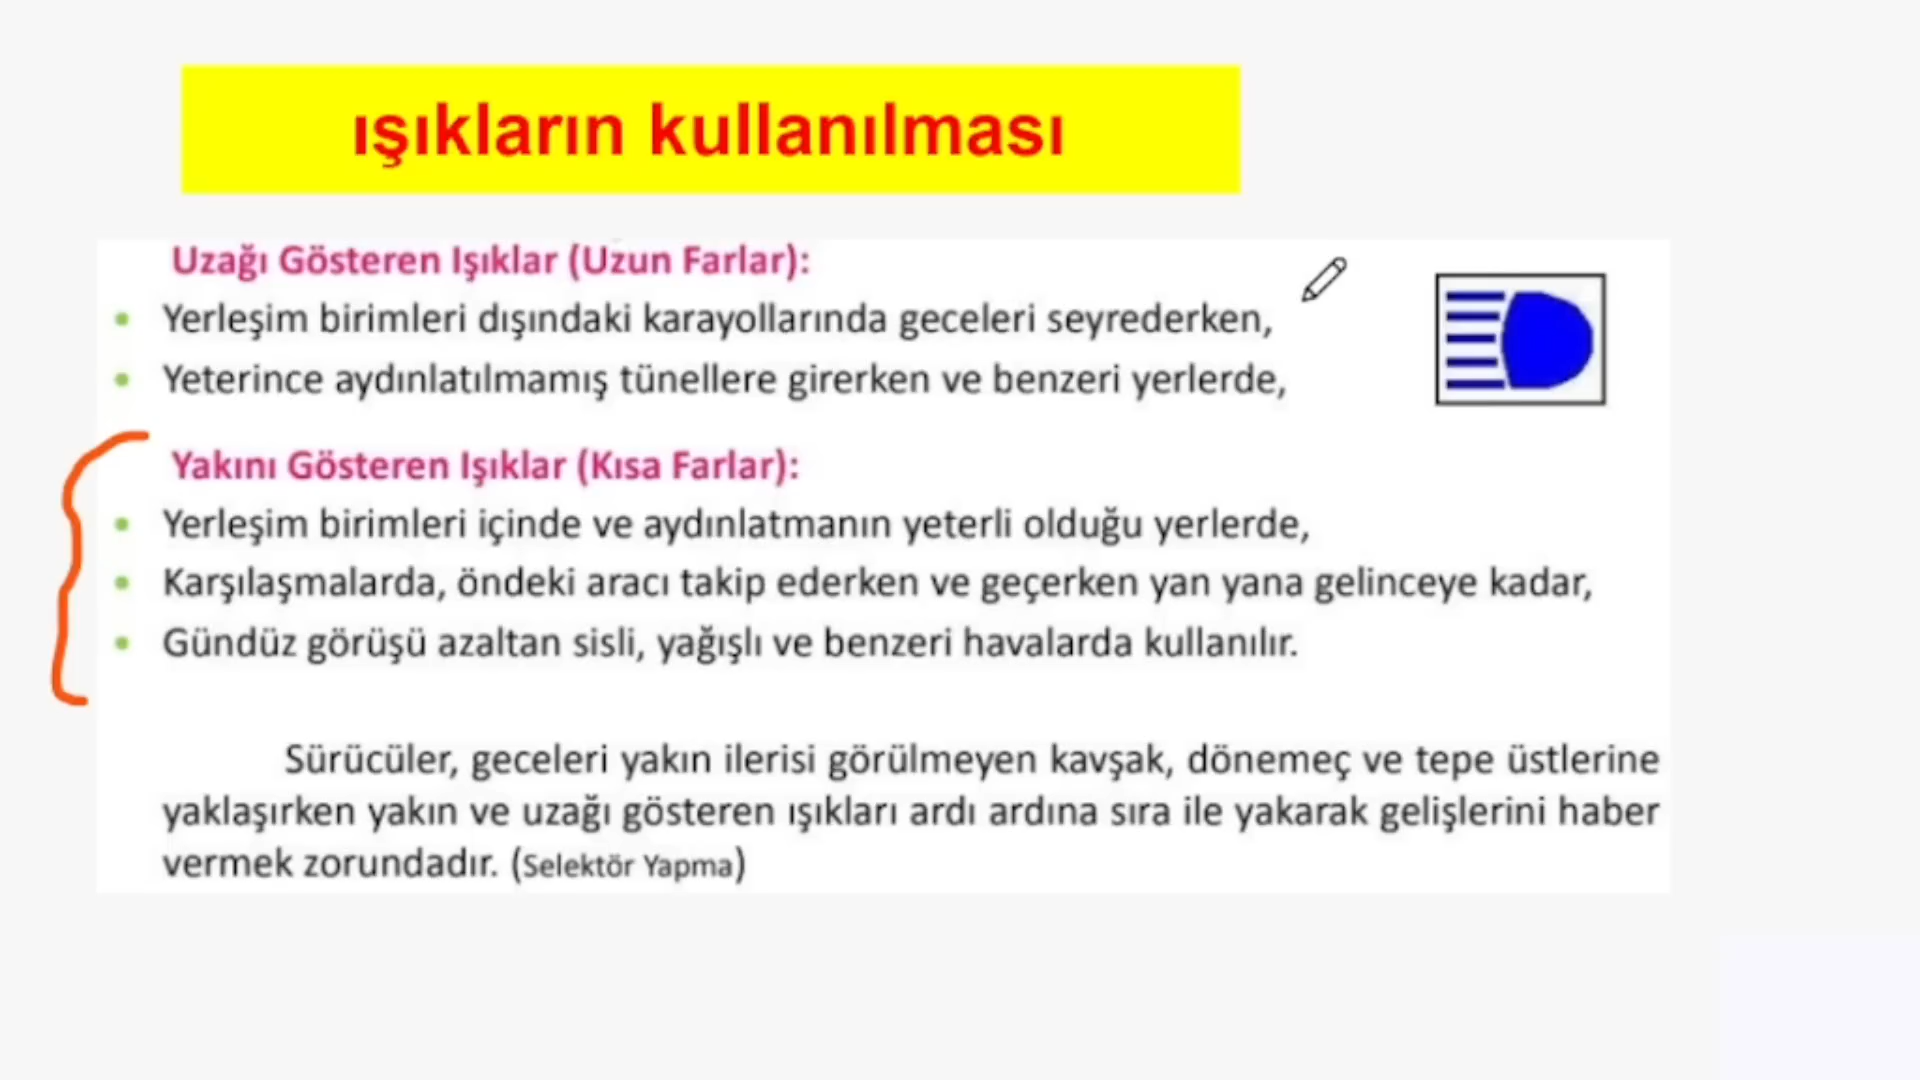 ışıkların kullanılması
Uzağı Gösteren Işıklar (Uzun Farlar):
• Yerleşim birimleri dışındaki karayollarında geceleri seyrederken,
• Yeterince aydınlatılmamış tünellere girerken ve benzeri yerlerde,
Yakını Gösteren Işıklar (Kısa Farlar):
• Yerleşim birimleri içinde ve aydınlatmanın yeterli olduğu yerlerde,
• Karşılaşmalarda, öndeki aracı takip ederken ve geçerken yan yana gelinceye kadar,
• Gündüz görüşü azaltan sisli, yağışlı ve benzeri havalarda kullanılır.
Sürücüler, geceleri yakın ilerisi görülmeyen kavşak, dönemeç ve tepe üstlerine
yaklaşırken yakın ve uzağı gösteren ışıkları ardı ardına sıra ile yakarak gelişlerini haber
vermek zorundadır. (Selektör Yapma)